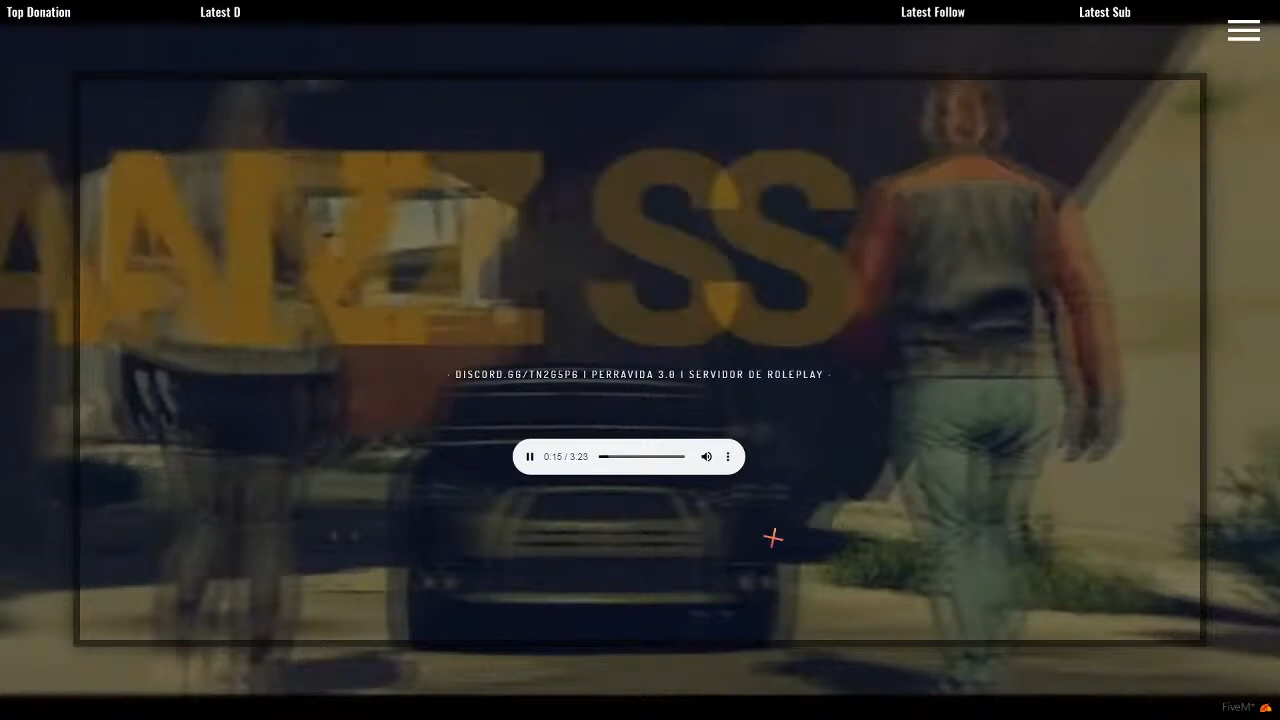 Top Donation
Latest D
Latest Follow
Latest Sub
SS
· DISCORD.GG/TN2G5PG | PERRAVIDA 3.0 | SERVIDOR DE ROLEPLAY ·
0:15 / 3:23
FiveM*